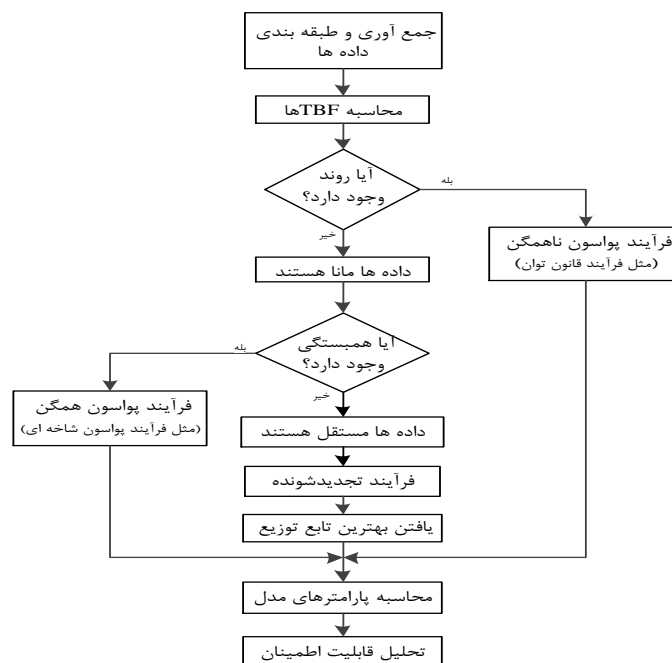 جمع آوری و طبقه بندی
داده ها
محاسبه TBFها
آیا روند
وجود دارد؟
بله
خیر
فرآیند پواسون ناهمگن
(مثل فرآیند قانون توان)
داده ها مانا هستند
آیا همبستگی
وجود دارد؟
بله
خیر
فرآیند پواسون همگن
(مثل فرآیند پواسون شاخه ای)
داده ها مستقل هستند
فرآیند تجدیدشونده
یافتن بهترین تابع توزیع
محاسبه پارامترهای مدل
تحلیل قابلیت اطمینان